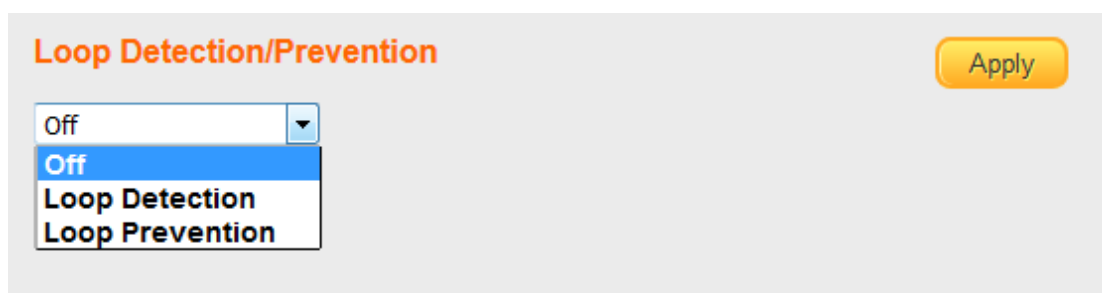 Loop Detection/Prevention
Apply
Off
Off
Loop Detection
Loop Prevention